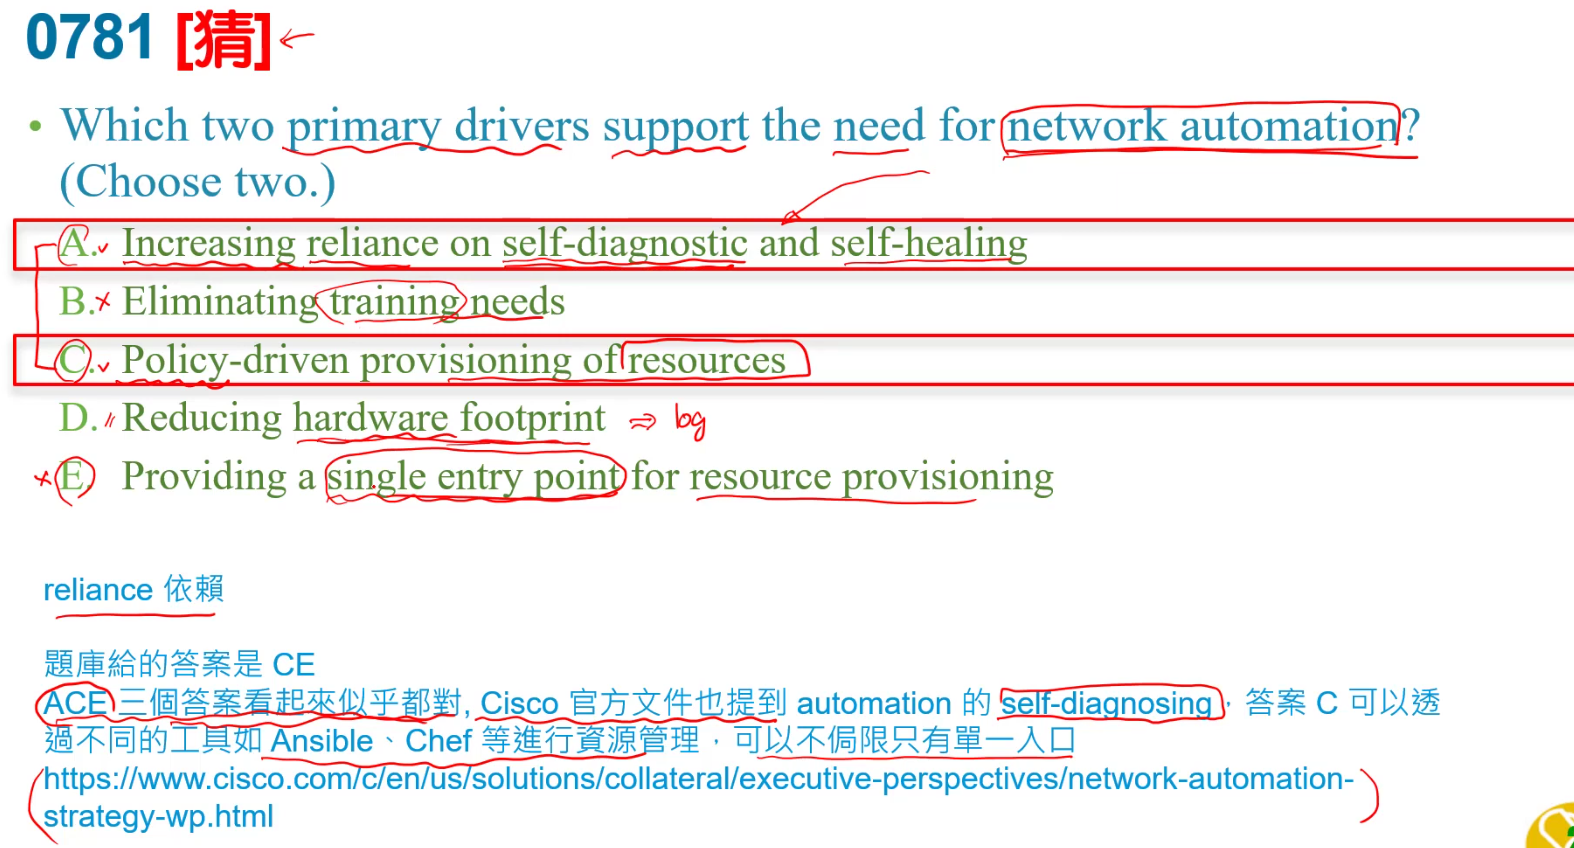 0781 [猜]
• Which two primary drivers support the need for network automation?
(Choose two.)
A. Increasing reliance on self-diagnostic and self-healing
B. Eliminating training needs
C. Policy-driven provisioning of resources
D. Reducing hardware footprint ⇒ bg
E. Providing a single entry point for resource provisioning
reliance 依賴
題庫給的答案是 CE
ACE 三個答案看起來似乎都對, Cisco 官方文件也提到 automation 的 self-diagnosing，答案 C 可以透
過不同的工具如 Ansible、Chef 等進行資源管理，可以不侷限只有單一入口
https://www.cisco.com/c/en/us/solutions/collateral/executive-perspectives/network-automation-
strategy-wp.html